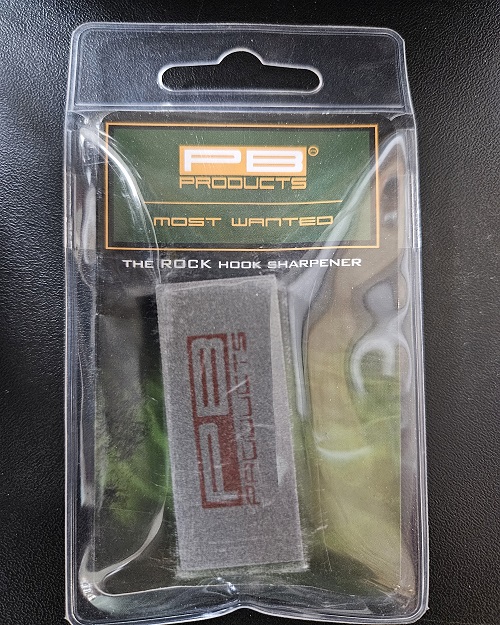 PB
PRODUCTS
MOST WANTED
THE ROCK HOOK SHARPENER
PB
PRODUCTS